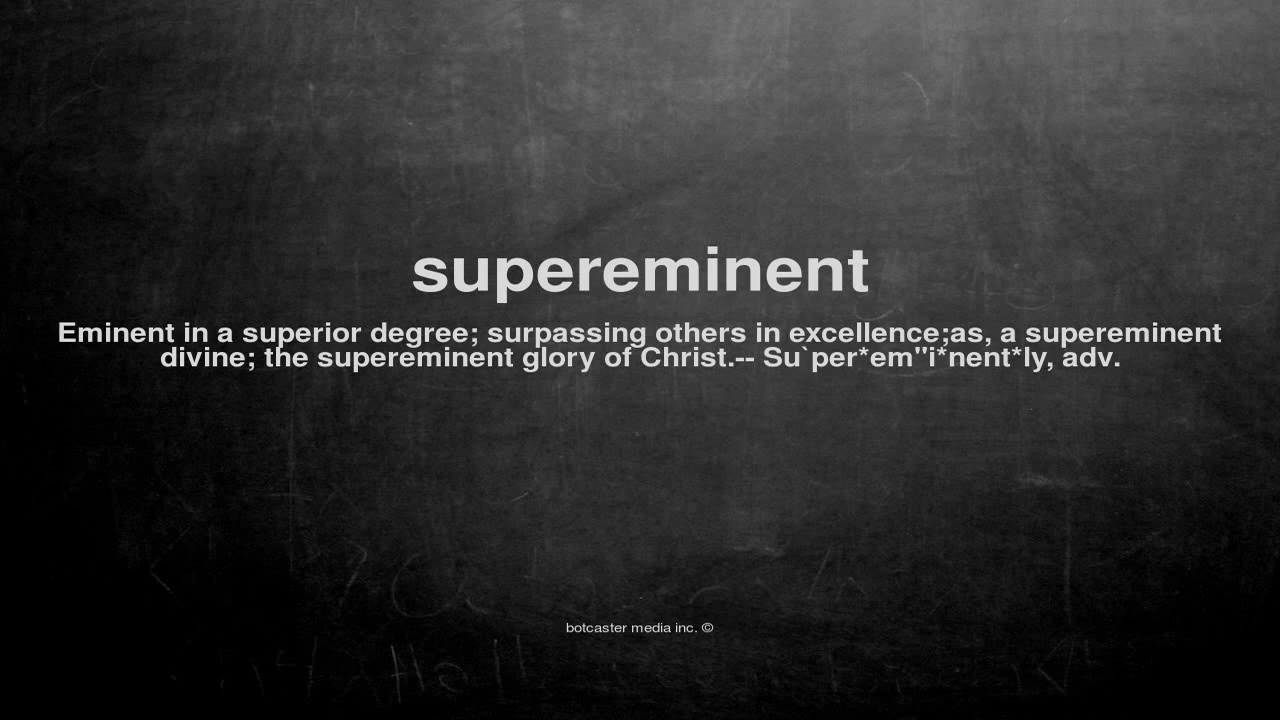 supereminent
Eminent in a superior degree; surpassing others in excellence;as, a supereminent
divine; the supereminent glory of Christ.-- Su`per*em"i*nent*ly, adv.
botcaster media inc. ©